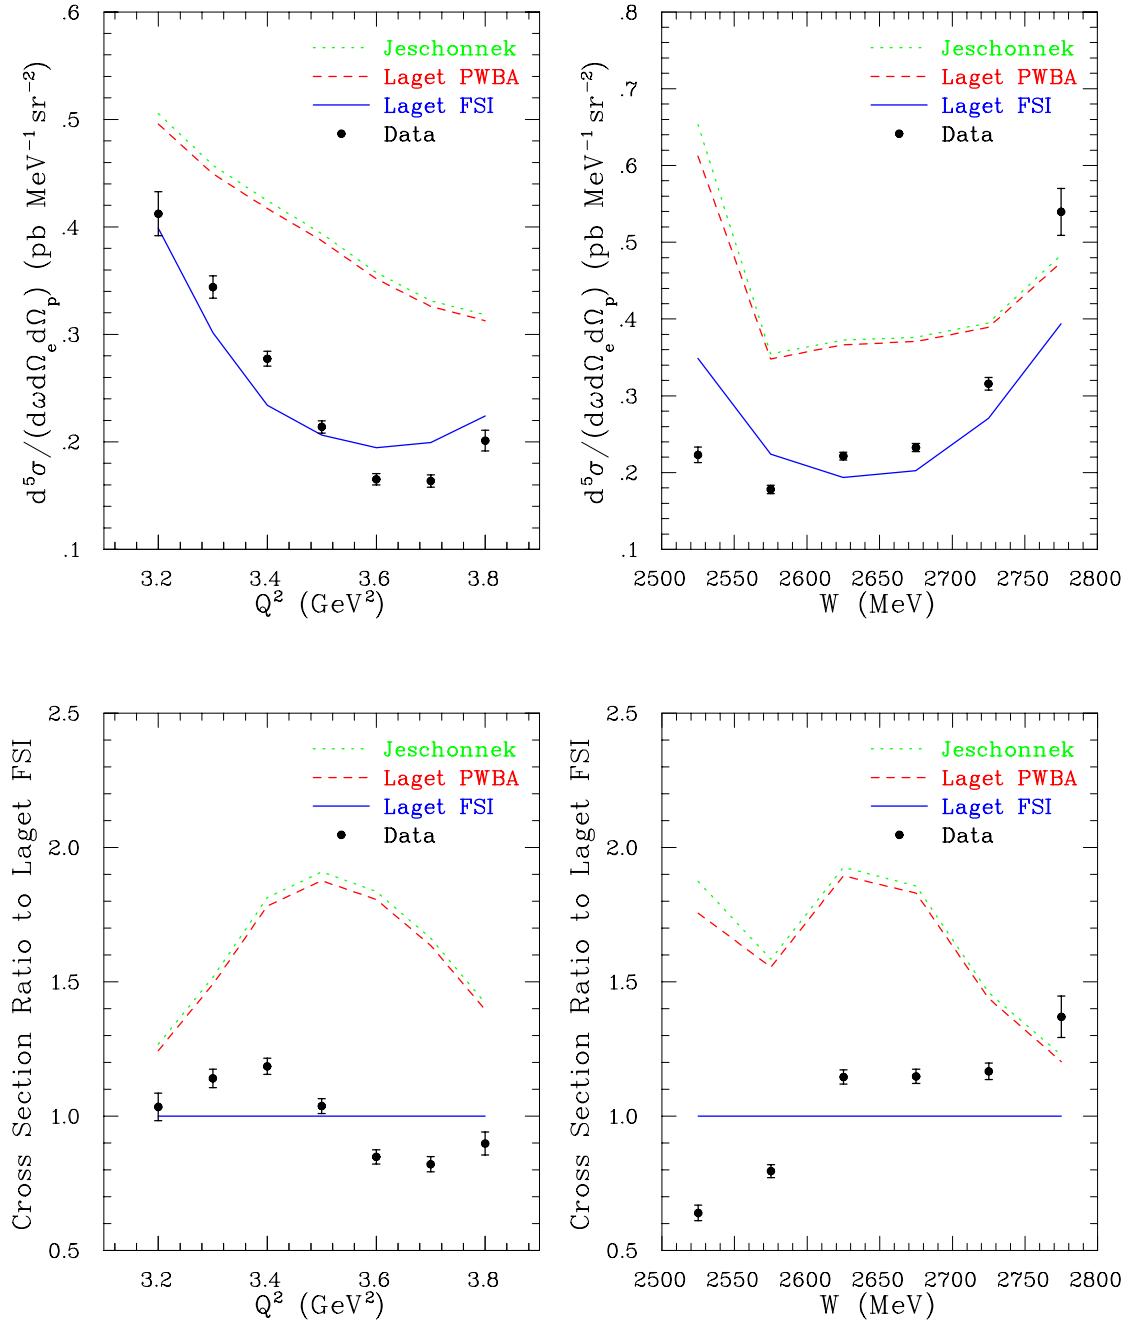 .6
.5
.4
.3
.2
.1
d⁵σ/(dωdΩₑdΩₚ) (pb MeV⁻¹sr⁻²)
Jeschonnek
Laget PWBA
Laget FSI
Data
3.2 3.4 3.6 3.8
Q² (GeV²)
.8
.7
.6
.5
.4
.3
.2
.1
d⁵σ/(dωdΩₑdΩₚ) (pb MeV⁻¹sr⁻²)
Jeschonnek
Laget PWBA
Laget FSI
Data
2500 2550 2600 2650 2700 2750 2800
W (MeV)
2.5
2.0
1.5
1.0
0.5
Cross Section Ratio to Laget FSI
Jeschonnek
Laget PWBA
Laget FSI
Data
3.2 3.4 3.6 3.8
Q² (GeV²)
2.5
2.0
1.5
1.0
0.5
Cross Section Ratio to Laget FSI
Jeschonnek
Laget PWBA
Laget FSI
Data
2500 2550 2600 2650 2700 2750 2800
W (MeV)